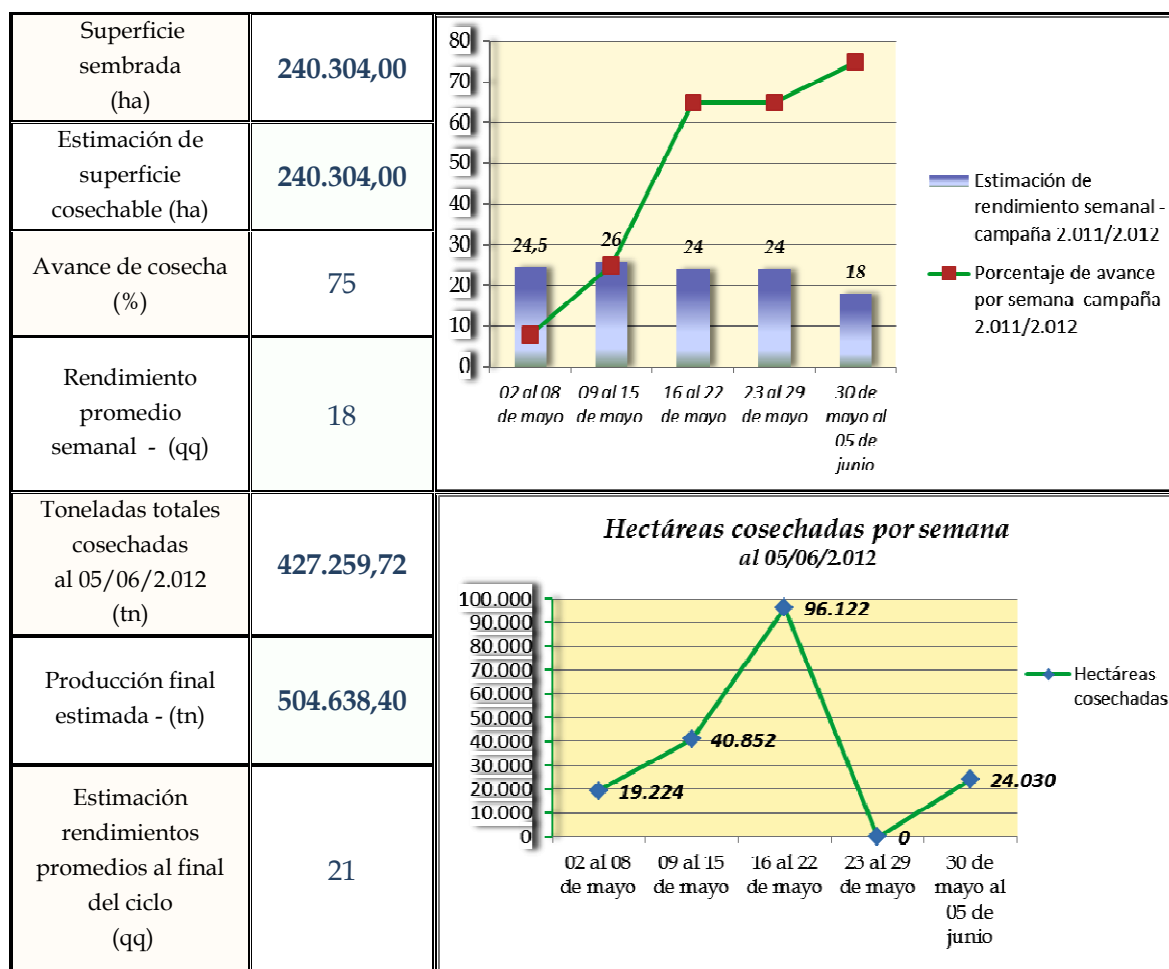 Superficie
sembrada
(ha)
240.304,00
Estimación de
superficie
cosechable (ha)
240.304,00
Avance de cosecha
(%)
75
Rendimiento
promedio
semanal - (qq)
18
80
70
60
50
40
30
20
10
0
24,5
26
24
24
18
02 al 08
de mayo
09 al 15
de mayo
16 al 22
de mayo
23 al 29
de mayo
30 de
mayo al
05 de
junio
Estimación de
rendimiento semanal -
campaña 2.011/2.012
Porcentaje de avance
por semana campaña
2.011/2.012
Toneladas totales
cosechadas
al 05/06/2.012
(tn)
427.259,72
Producción final
estimada - (tn)
504.638,40
Estimación
rendimientos
promedios al final
del ciclo
(qq)
21
Hectáreas cosechadas por semana
al 05/06/2.012
100.000
90.000
80.000
70.000
60.000
50.000
40.000
30.000
20.000
10.000
0
19.224
40.852
96.122
0
24.030
02 al 08
de mayo
09 al 15
de mayo
16 al 22
de mayo
23 al 29
de mayo
30 de
mayo al
05 de
junio
Hectáreas
cosechadas